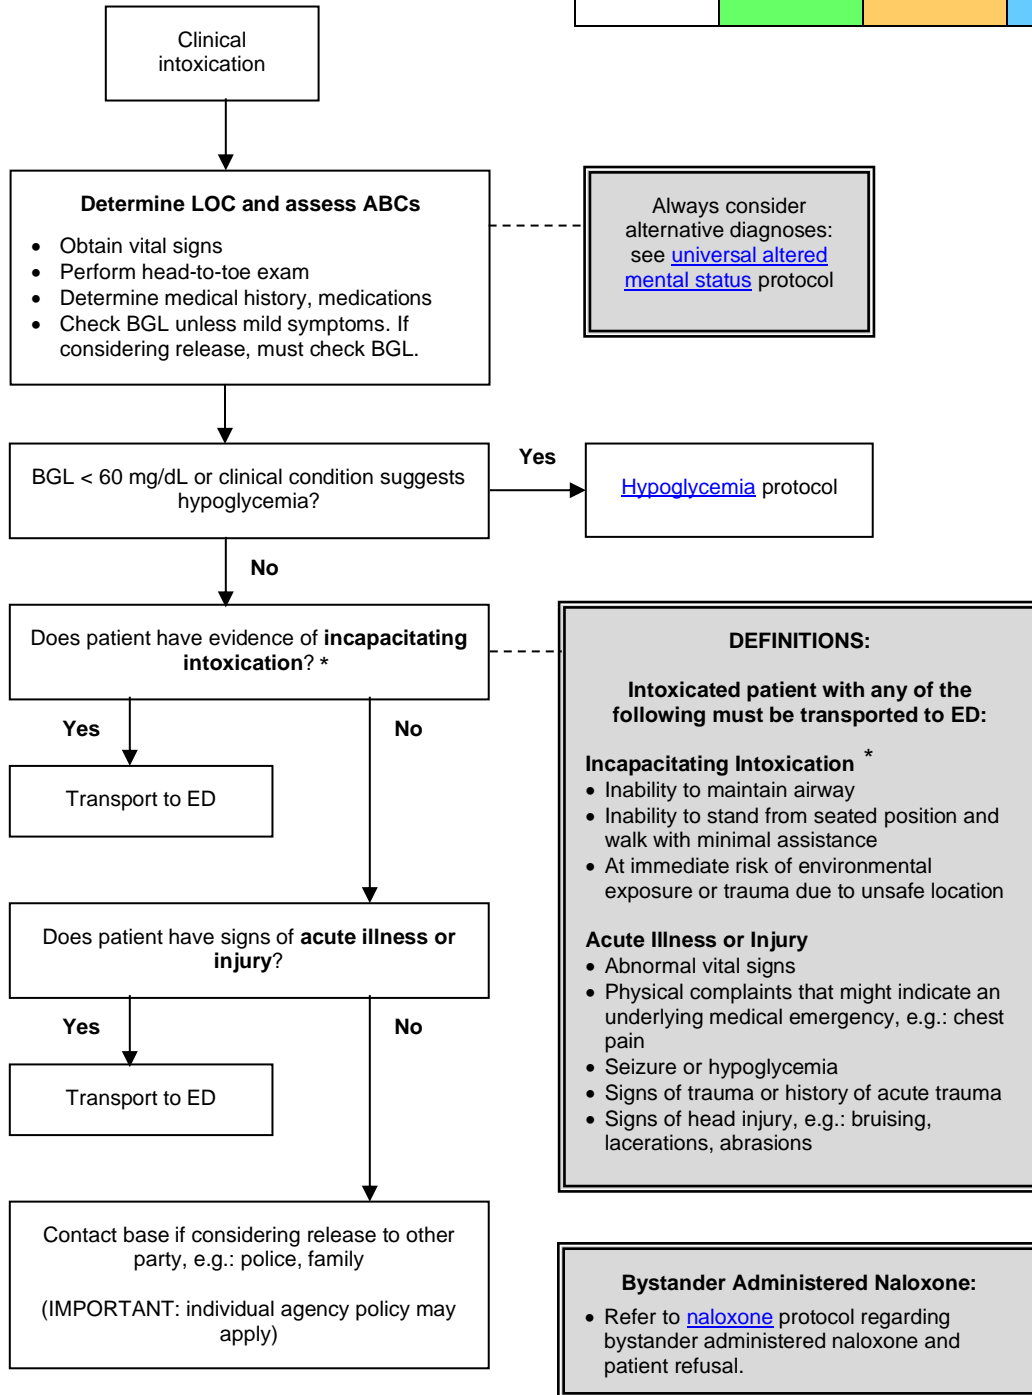 Clinical
intoxication
Determine LOC and assess ABCs
• Obtain vital signs
• Perform head-to-toe exam
• Determine medical history, medications
• Check BGL unless mild symptoms. If
considering release, must check BGL.
Always consider
alternative diagnoses:
see universal altered
mental status protocol
BGL < 60 mg/dL or clinical condition suggests
hypoglycemia?
Yes
Hypoglycemia protocol
No
Does patient have evidence of incapacitating
intoxication? *
Yes
No
Transport to ED
DEFINITIONS:
Intoxicated patient with any of the
following must be transported to ED:
Incapacitating Intoxication *
• Inability to maintain airway
• Inability to stand from seated position and
walk with minimal assistance
• At immediate risk of environmental
exposure or trauma due to unsafe location
Acute Illness or Injury
• Abnormal vital signs
• Physical complaints that might indicate an
underlying medical emergency, e.g.: chest
pain
• Seizure or hypoglycemia
• Signs of trauma or history of acute trauma
• Signs of head injury, e.g.: bruising,
lacerations, abrasions
Does patient have signs of acute illness or
injury?
Yes
No
Transport to ED
Contact base if considering release to other
party, e.g.: police, family
(IMPORTANT: individual agency policy may
apply)
Bystander Administered Naloxone:
• Refer to naloxone protocol regarding
bystander administered naloxone and
patient refusal.